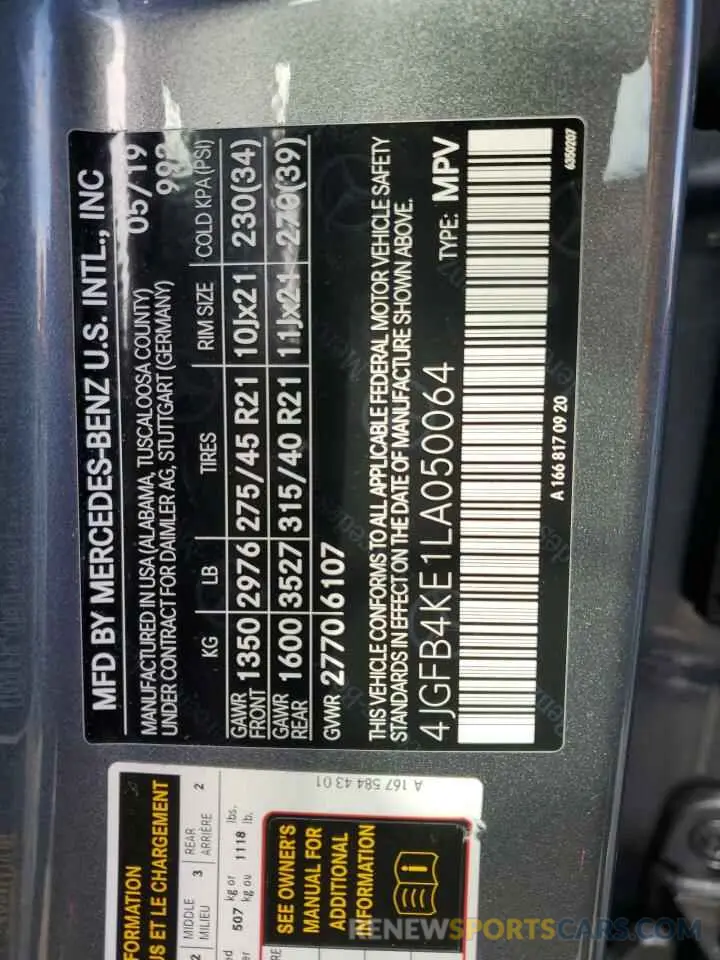 MFD BY MERCEDES-BENZ U.S. INTL., INC
MANUFACTURED IN USA (ALABAMA, TUSCALOOSA COUNTY) 05/19
UNDER CONTRACT FOR DAIMLER AG, STUTTGART (GERMANY)
KG LB TIRES RIM SIZE COLD KPA (PSI)
GAWR FRONT 1350 2976 275/45 R21 10Jx21 230(34)
GAWR REAR 1600 3527 315/40 R21 11Jx21 270(39)
GVWR 2770 6107
THIS VEHICLE CONFORMS TO ALL APPLICABLE FEDERAL MOTOR VEHICLE SAFETY
STANDARDS IN EFFECT ON THE DATE OF MANUFACTURE SHOWN ABOVE.
4JGFB4KE1LA050064 TYPE: MPV
A 166 817 09 20 6350207
A 167 584 43 01
US ET LE CHARGEMENT
MIDDLE 3 REAR 2
MILIEU ARRIÈRE
507 kg or 1118 lbs.
kg ou lb.
SEE OWNER'S
MANUAL FOR
ADDITIONAL
INFORMATION
RENEWSPORTSCARS.COM